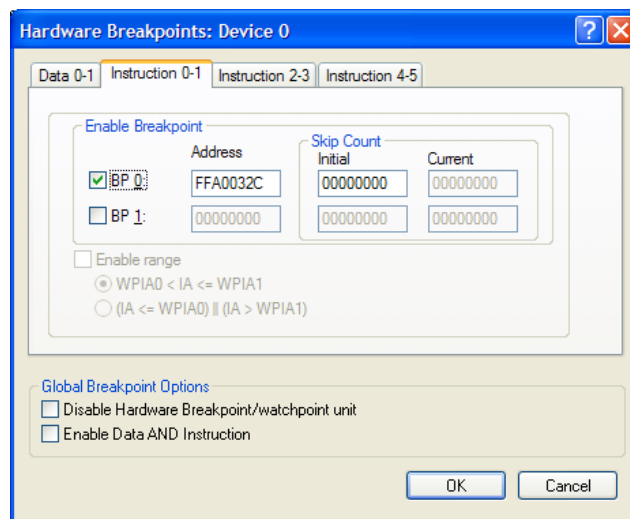 Hardware Breakpoints: Device 0
Data 0-1 Instruction 0-1 Instruction 2-3 Instruction 4-5
Enable Breakpoint
Skip Count
Address Initial Current
BP 0: FFA0032C 00000000 00000000
BP 1: 00000000 00000000 00000000
Enable range
WPIA0 < IA <= WPIA1
(IA <= WPIA0) || (IA > WPIA1)
Global Breakpoint Options
Disable Hardware Breakpoint/watchpoint unit
Enable Data AND Instruction
OK Cancel